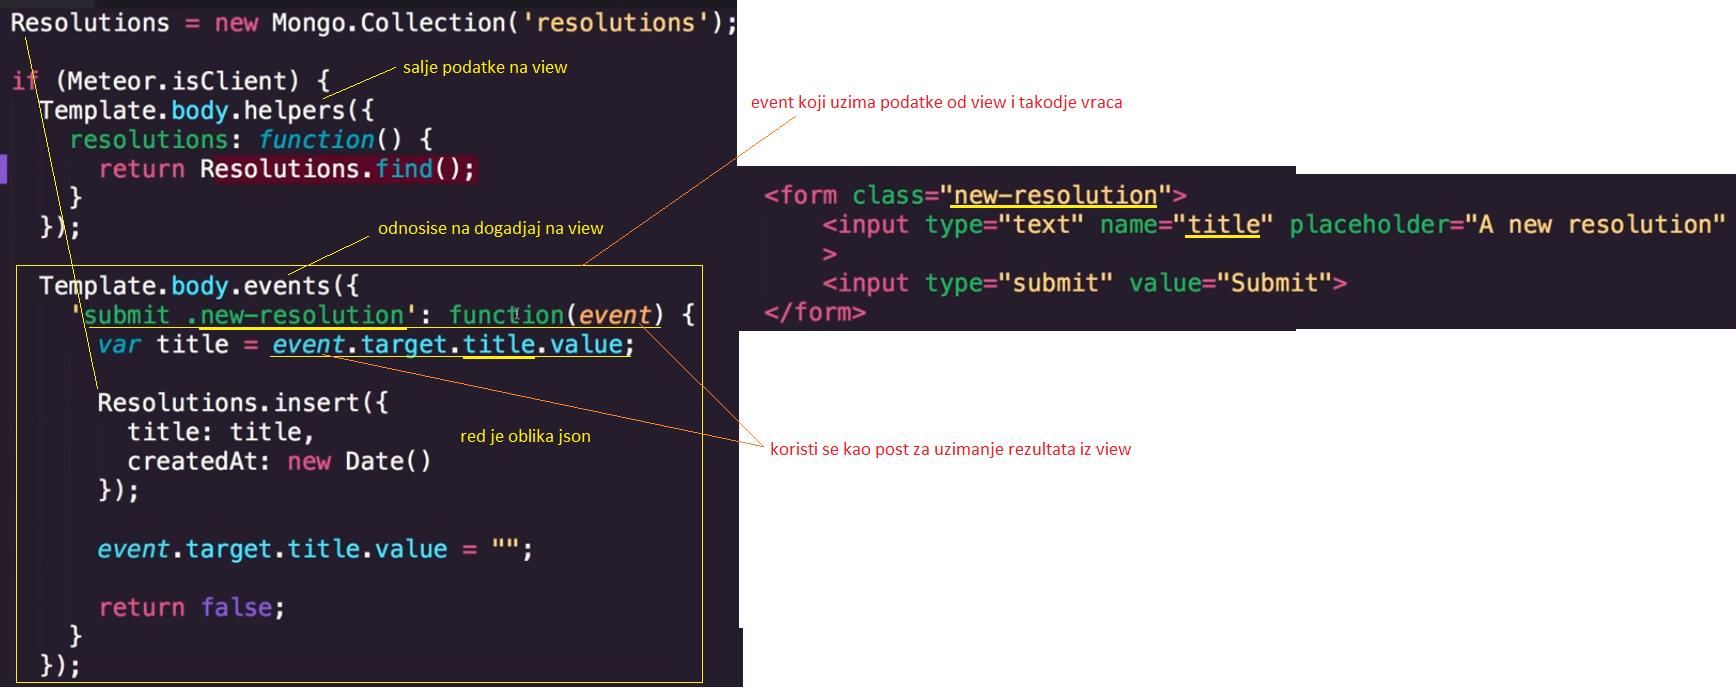 Resolutions = new Mongo.Collection('resolutions');
if (Meteor.isClient) {
Template.body.helpers({
resolutions: function() {
return Resolutions.find();
}
});
Template.body.events({
'submit .new-resolution': function(event) {
var title = event.target.title.value;
Resolutions.insert({
title: title,
createdAt: new Date()
});
event.target.title.value = "";
return false;
}
});
salje podatke na view
odnosise na dogadjaj na view
red je oblika json
event koji uzima podatke od view i takodje vraca
<form class="new-resolution">
<input type="text" name="title" placeholder="A new resolution"
>
<input type="submit" value="Submit">
</form>
koristi se kao post za uzimanje rezultata iz view